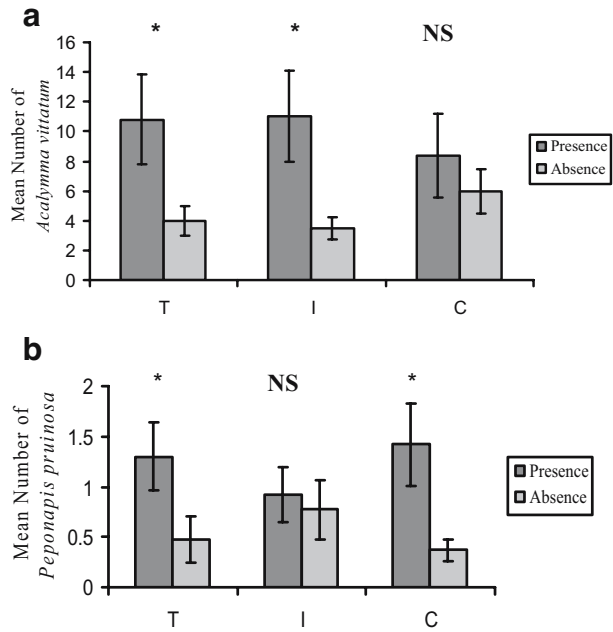 a
* * NS
Mean Number of
Acalymma vittatum
16
14
12
10
8
6
4
2
0
T I C
Presence
Absence
b
* NS *
Mean Number of
Peponapis pruinosa
2
1.5
1
0.5
0
T I C
Presence
Absence